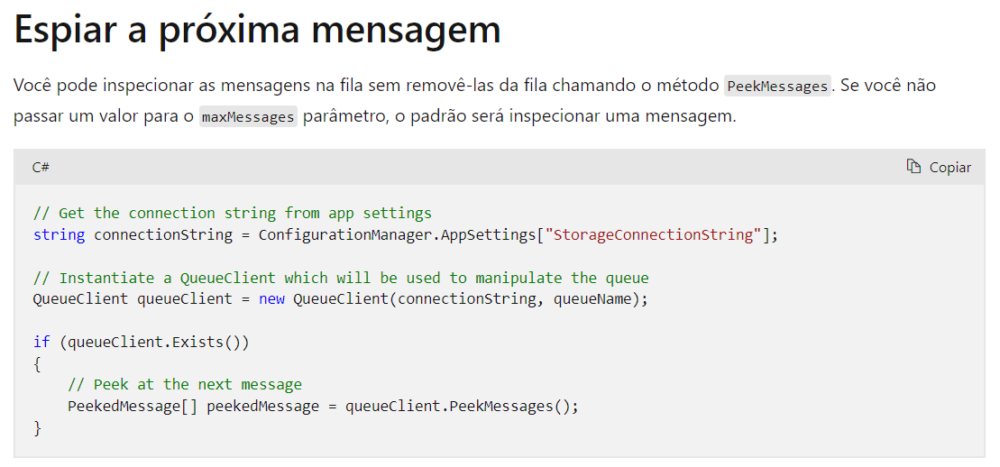 Espiar a próxima mensagem
Você pode inspecionar as mensagens na fila sem removê-las da fila chamando o método PeekMessages. Se você não
passar um valor para o maxMessages parâmetro, o padrão será inspecionar uma mensagem.
C# Copiar
// Get the connection string from app settings
string connectionString = ConfigurationManager.AppSettings["StorageConnectionString"];
// Instantiate a QueueClient which will be used to manipulate the queue
QueueClient queueClient = new QueueClient(connectionString, queueName);
if (queueClient.Exists())
{
    // Peek at the next message
    PeekedMessage[] peekedMessage = queueClient.PeekMessages();
}